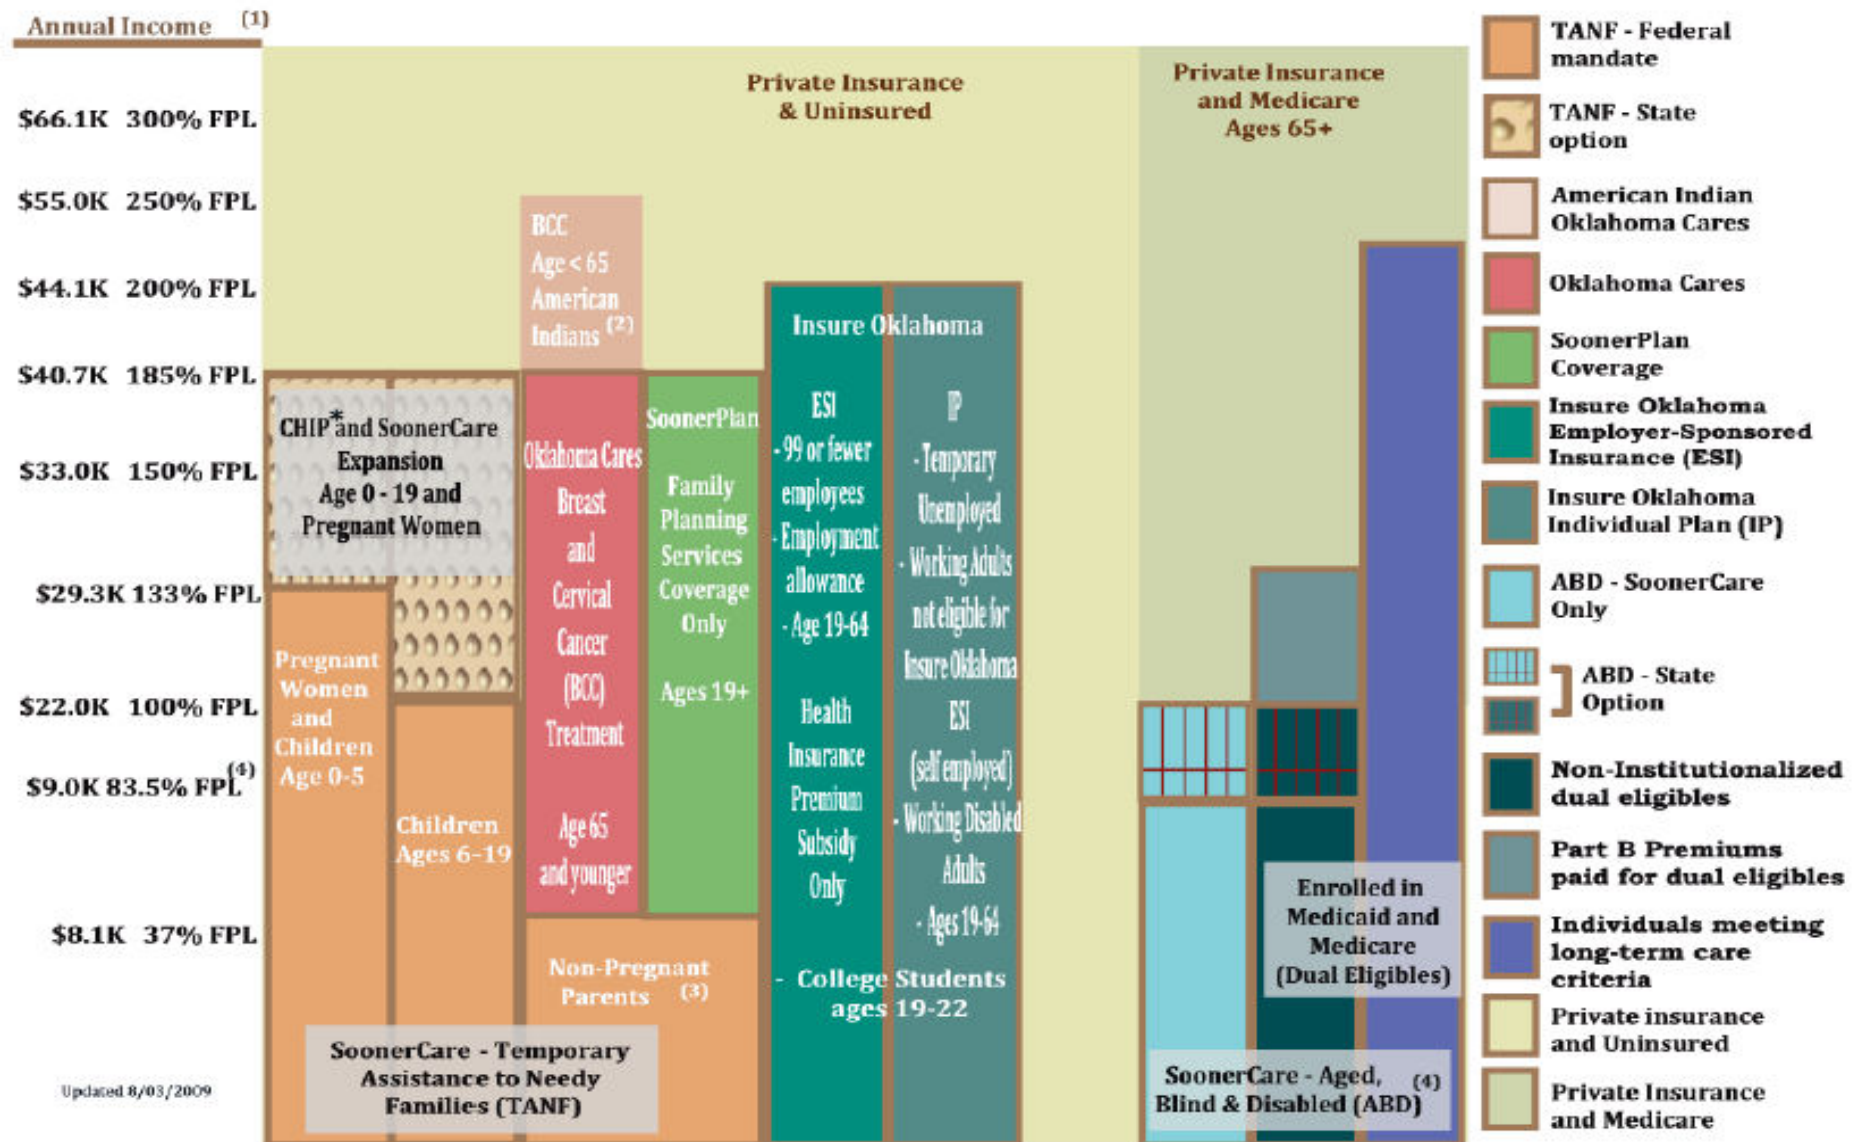 Annual Income (1)
$66.1K 300% FPL
$55.0K 250% FPL
$44.1K 200% FPL
$40.7K 185% FPL
$33.0K 150% FPL
$29.3K 133% FPL
$22.0K 100% FPL
$9.0K 83.5% FPL (4)
$8.1K 37% FPL
Updated 8/03/2009
Private Insurance
& Uninsured
Private Insurance
and Medicare
Ages 65+
CHIP* and SoonerCare
Expansion
Age 0 - 19 and
Pregnant Women
Pregnant
Women
and
Children
Age 0-5
Children
Ages 6-19
BCC
Age < 65
American
Indians (2)
Oklahoma Cares
Breast
and
Cervical
Cancer
(BCC)
Treatment
Age 65
and younger
SoonerPlan
Family
Planning
Services
Coverage
Only
Ages 19+
Non-Pregnant
Parents (3)
SoonerCare - Temporary
Assistance to Needy
Families (TANF)
Insure Oklahoma
ESI
- 99 or fewer
employees
- Employment
allowance
- Age 19-64
Health
Insurance
Premium
Subsidy
Only
IP
- Temporary
Unemployed
- Working Adults
not eligible for
Insure Oklahoma
ESI
(self employed)
- Working Disabled
Adults
- Ages 19-64
- College Students
ages 19-22
Enrolled in
Medicaid and
Medicare
(Dual Eligibles)
SoonerCare - Aged, (4)
Blind & Disabled (ABD)
TANF - Federal
mandate
TANF - State
option
American Indian
Oklahoma Cares
Oklahoma Cares
SoonerPlan
Coverage
Insure Oklahoma
Employer-Sponsored
Insurance (ESI)
Insure Oklahoma
Individual Plan (IP)
ABD - SoonerCare
Only
ABD - State
Option
Non-Institutionalized
dual eligibles
Part B Premiums
paid for dual eligibles
Individuals meeting
long-term care
criteria
Private insurance
and Uninsured
Private Insurance
and Medicare